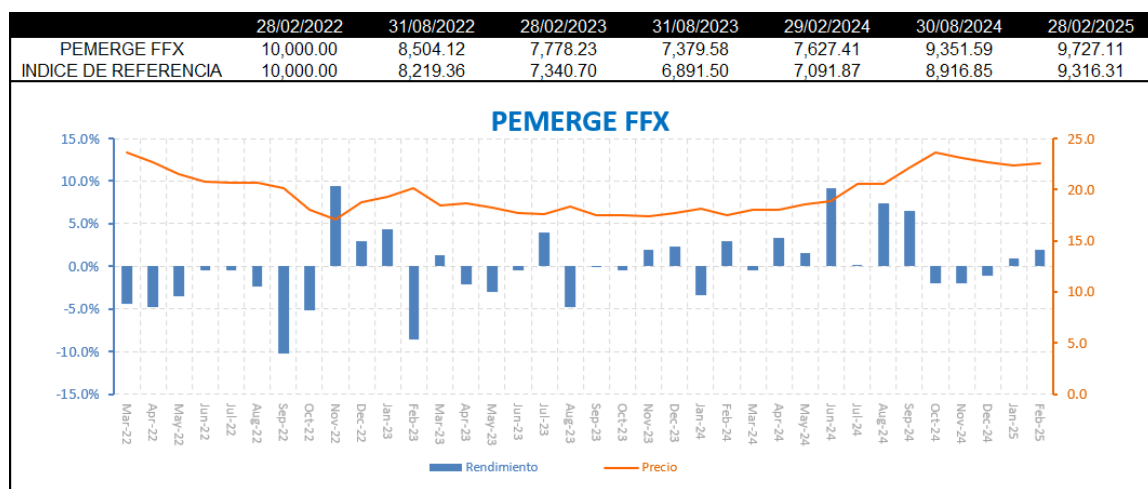 28/02/2022 31/08/2022 28/02/2023 31/08/2023 29/02/2024 30/08/2024 28/02/2025
PEMERGE FFX 10,000.00 8,504.12 7,778.23 7,379.58 7,627.41 9,351.59 9,727.11
INDICE DE REFERENCIA 10,000.00 8,219.36 7,340.70 6,891.50 7,091.87 8,916.85 9,316.31
PEMERGE FFX
15.0% 25.0
10.0% 20.0
5.0% 15.0
0.0%
-5.0% 10.0
-10.0% 5.0
-15.0% 0.0
Mar-22 Apr-22 May-22 Jun-22 Jul-22 Aug-22 Sep-22 Oct-22 Nov-22 Dec-22 Jan-23 Feb-23 Mar-23 Apr-23 May-23 Jun-23 Jul-23 Aug-23 Sep-23 Oct-23 Nov-23 Dec-23 Jan-24 Feb-24 Mar-24 Apr-24 May-24 Jun-24 Jul-24 Aug-24 Sep-24 Oct-24 Nov-24 Dec-24 Jan-25 Feb-25
Rendimiento Precio